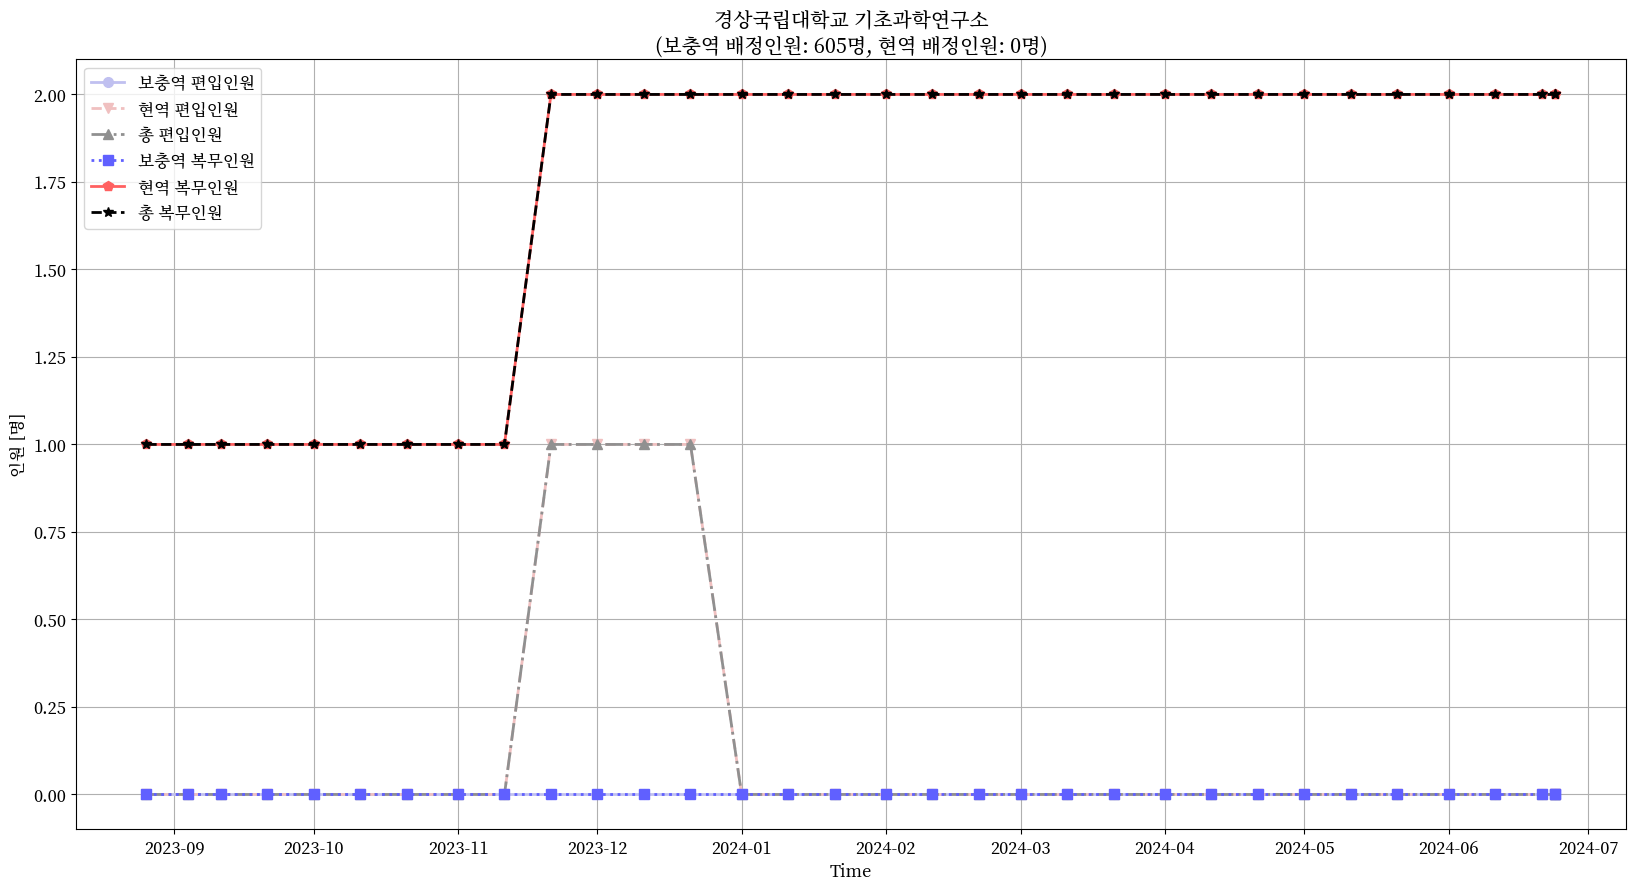 경상국립대학교 기초과학연구소
(보충역 배정인원: 605명, 현역 배정인원: 0명)
보충역 편입인원
현역 편입인원
총 편입인원
보충역 복무인원
현역 복무인원
총 복무인원
2.00
1.75
1.50
1.25
1.00
0.75
0.50
0.25
0.00
인원 [명]
2023-09 2023-10 2023-11 2023-12 2024-01 2024-02 2024-03 2024-04 2024-05 2024-06 2024-07
Time